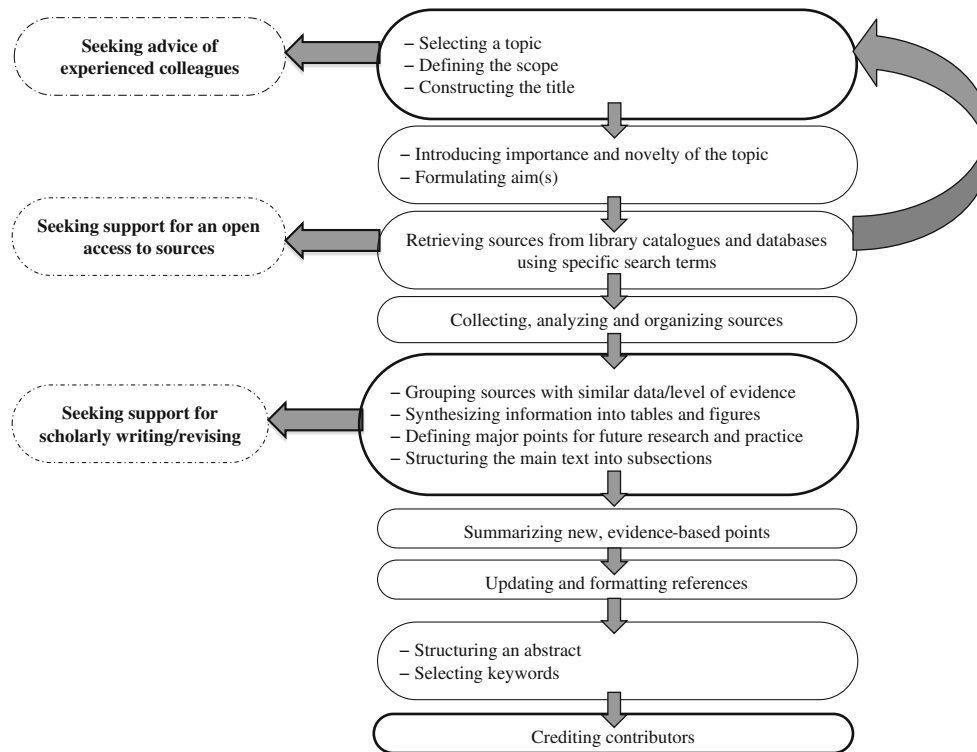 Seeking advice of
experienced colleagues
– Selecting a topic
– Defining the scope
– Constructing the title
– Introducing importance and novelty of the topic
– Formulating aim(s)
Seeking support for an open
access to sources
Retrieving sources from library catalogues and databases
using specific search terms
Collecting, analyzing and organizing sources
Seeking support for
scholarly writing/revising
– Grouping sources with similar data/level of evidence
– Synthesizing information into tables and figures
– Defining major points for future research and practice
– Structuring the main text into subsections
Summarizing new, evidence-based points
Updating and formatting references
– Structuring an abstract
– Selecting keywords
Crediting contributors